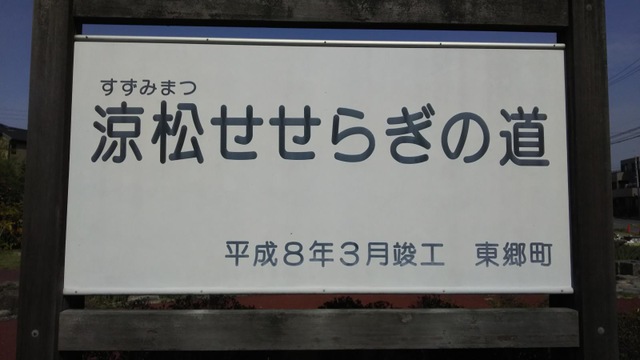 すずみまつ
涼松せせらぎの道
平成8年3月竣工　東郷町